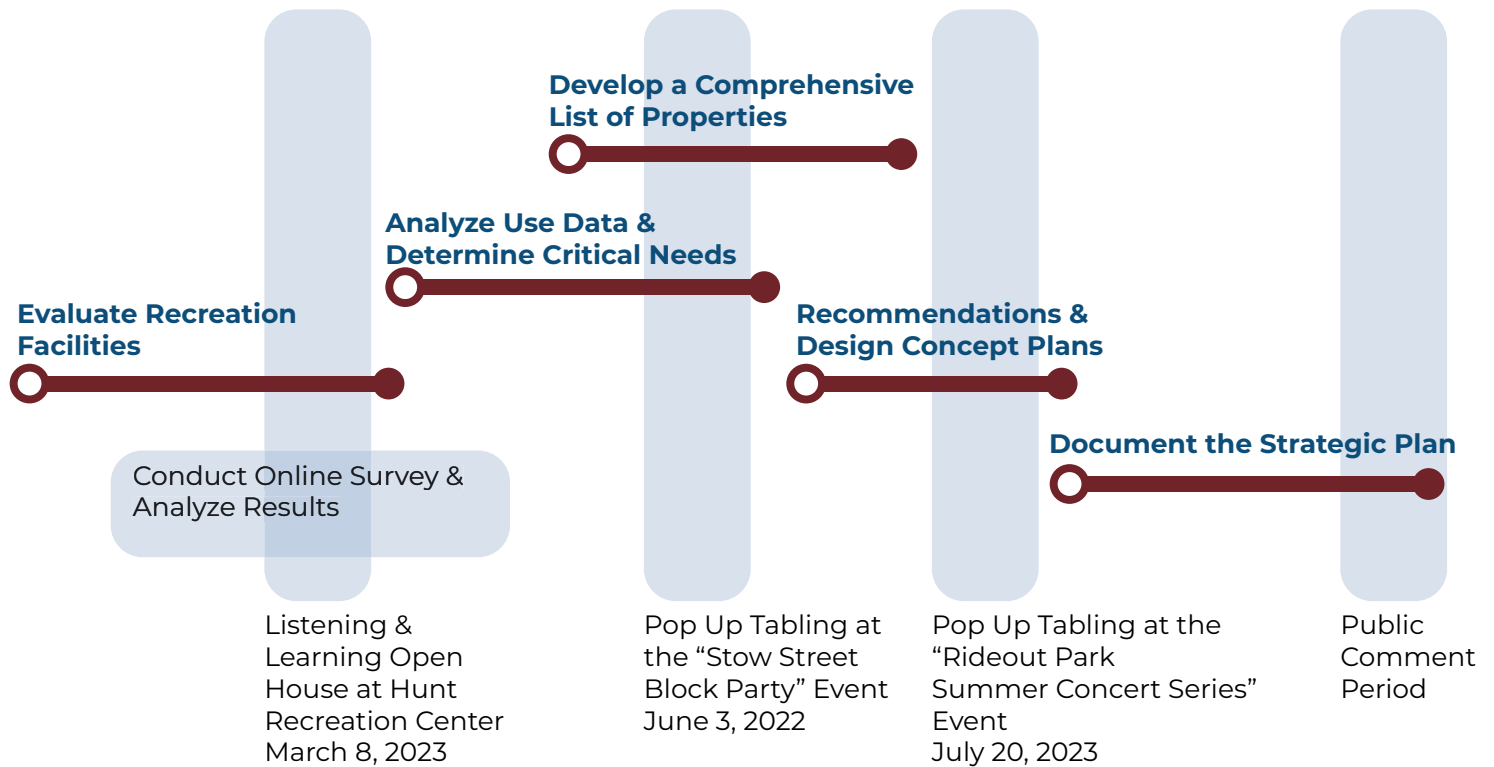 Develop a Comprehensive
List of Properties
Analyze Use Data &
Determine Critical Needs
Evaluate Recreation
Facilities
Recommendations &
Design Concept Plans
Document the Strategic Plan
Conduct Online Survey &
Analyze Results
Listening &
Learning Open
House at Hunt
Recreation Center
March 8, 2023
Pop Up Tabling at
the “Stow Street
Block Party” Event
June 3, 2022
Pop Up Tabling at the
“Rideout Park
Summer Concert Series”
Event
July 20, 2023
Public
Comment
Period